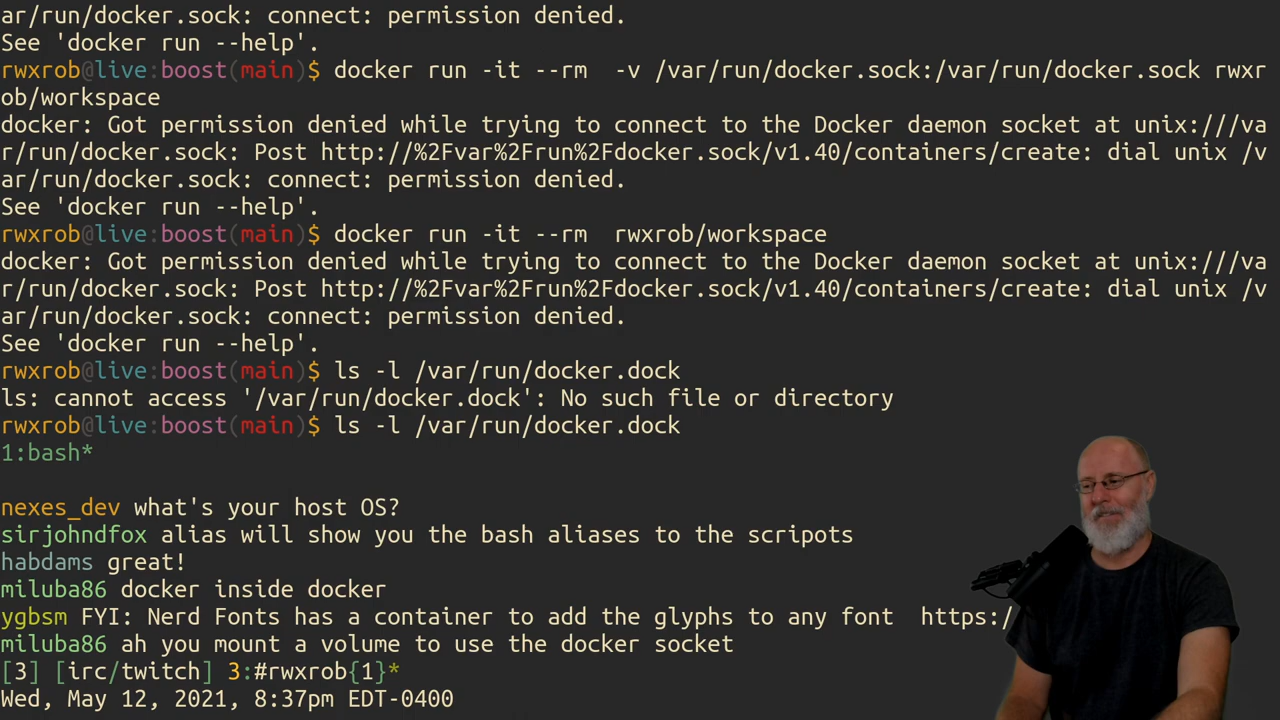 ar/run/docker.sock: connect: permission denied.
See 'docker run --help'.
rwxrob@live:boost(main)$ docker run -it --rm  -v /var/run/docker.sock:/var/run/docker.sock rwxr
ob/workspace
docker: Got permission denied while trying to connect to the Docker daemon socket at unix:///va
r/run/docker.sock: Post http://%2Fvar%2Frun%2Fdocker.sock/v1.40/containers/create: dial unix /v
ar/run/docker.sock: connect: permission denied.
See 'docker run --help'.
rwxrob@live:boost(main)$ docker run -it --rm  rwxrob/workspace
docker: Got permission denied while trying to connect to the Docker daemon socket at unix:///va
r/run/docker.sock: Post http://%2Fvar%2Frun%2Fdocker.sock/v1.40/containers/create: dial unix /v
ar/run/docker.sock: connect: permission denied.
See 'docker run --help'.
rwxrob@live:boost(main)$ ls -l /var/run/docker.dock
ls: cannot access '/var/run/docker.dock': No such file or directory
rwxrob@live:boost(main)$ ls -l /var/run/docker.dock
1:bash*
nexes_dev what's your host OS?
sirjohndfox alias will show you the bash aliases to the scripots
habdams great!
miluba86 docker inside docker
ygbsm FYI: Nerd Fonts has a container to add the glyphs to any font  https:/
miluba86 ah you mount a volume to use the docker socket
[3] [irc/twitch] 3:#rwxrob{1}*
Wed, May 12, 2021, 8:37pm EDT-0400